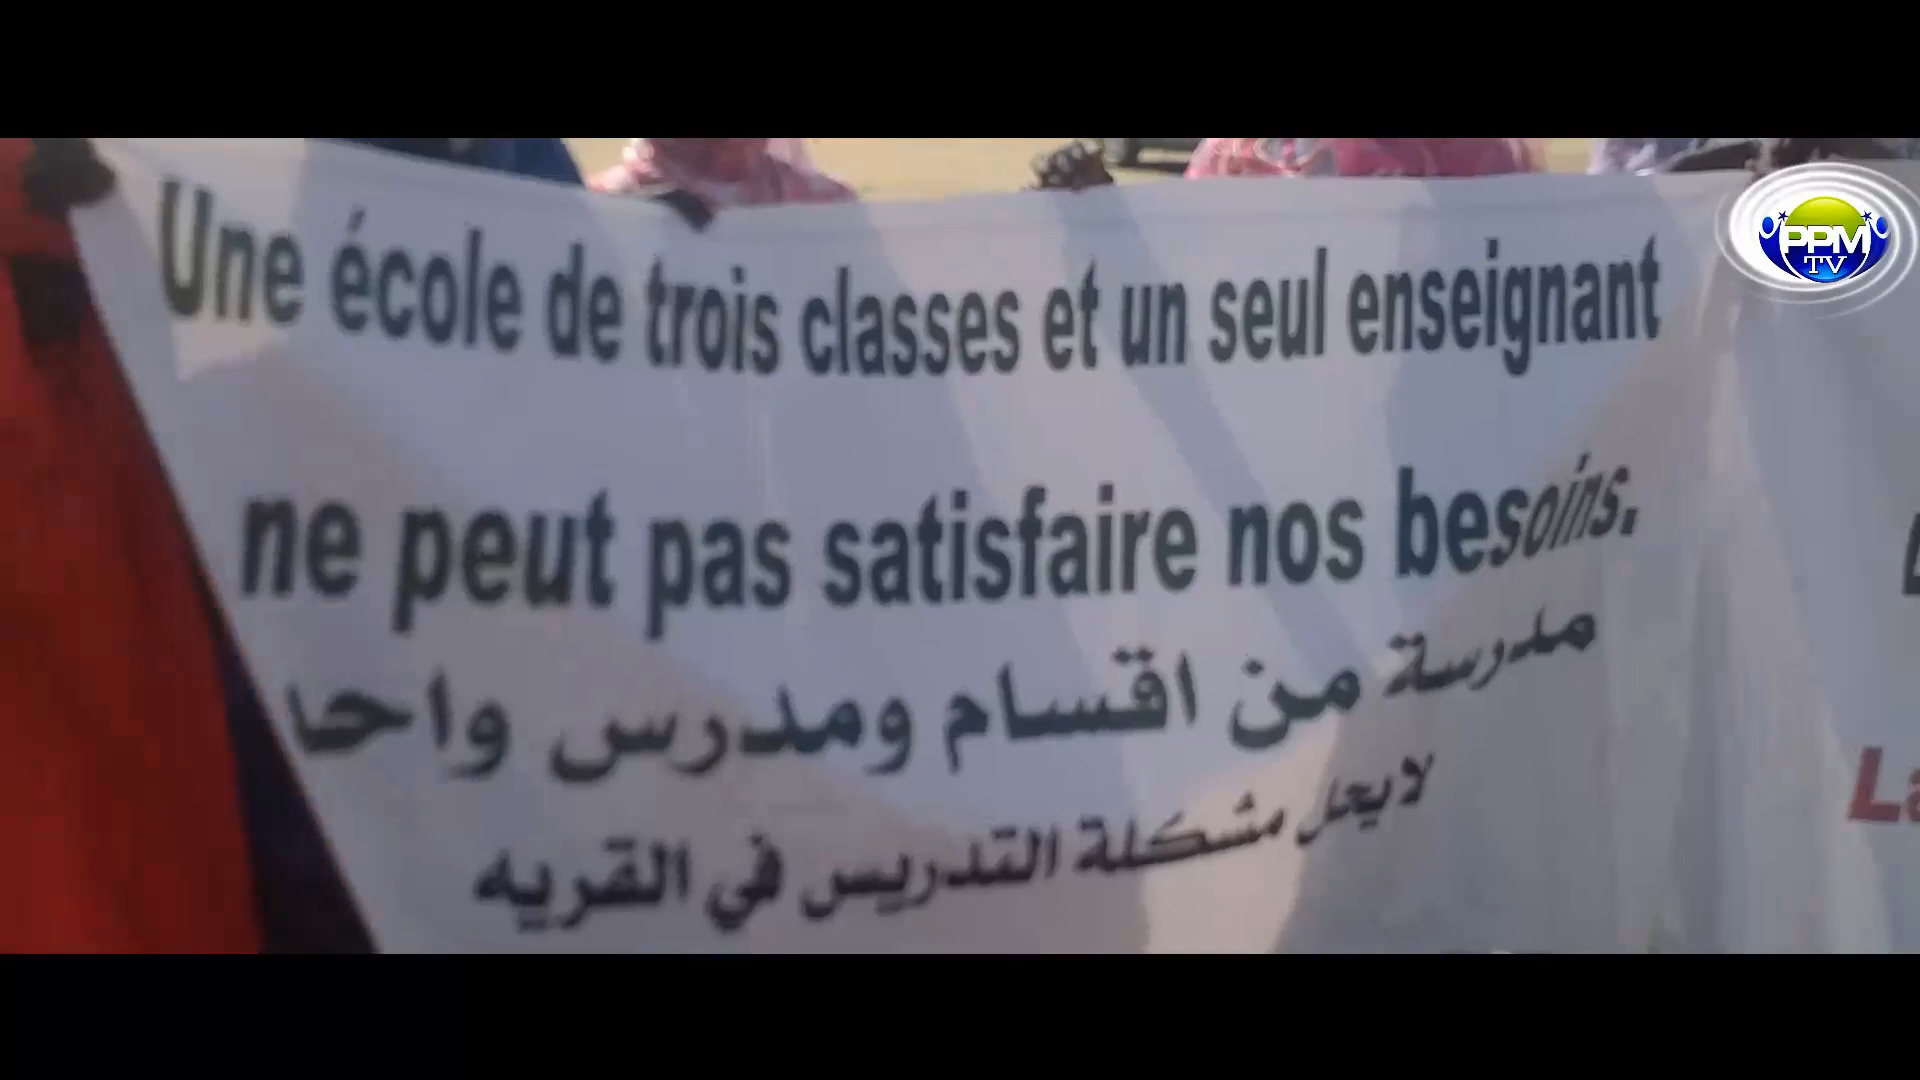 Une école de trois classes et un seul enseignant
ne peut pas satisfaire nos besoins.
مدرسة من اقسام ومدرس واحد
لايحل مشكلة التدريس في القريه
PPM
TV
La